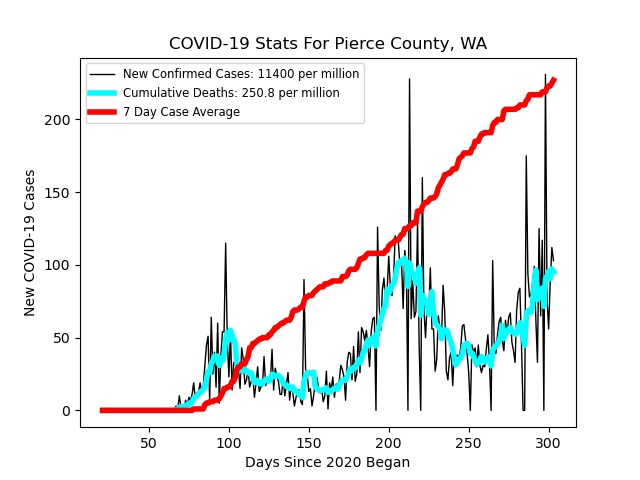 COVID-19 Stats For Pierce County, WA
New Confirmed Cases: 11400 per million
Cumulative Deaths: 250.8 per million
7 Day Case Average
New COVID-19 Cases
200
150
100
50
0
50 100 150 200 250 300
Days Since 2020 Began